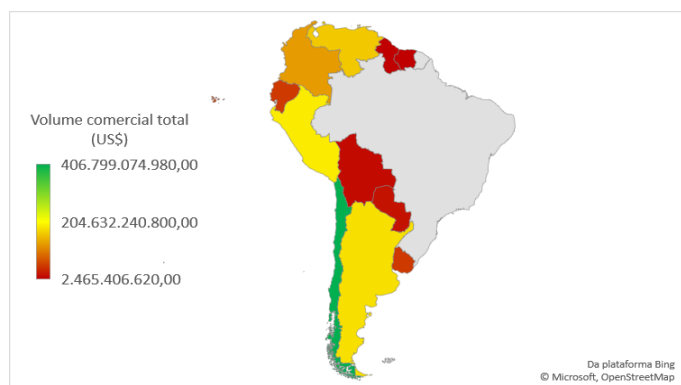 Volume comercial total
(US$)
406.799.074.980,00
204.632.240.800,00
2.465.406.620,00
Da plataforma Bing
© Microsoft, OpenStreetMap